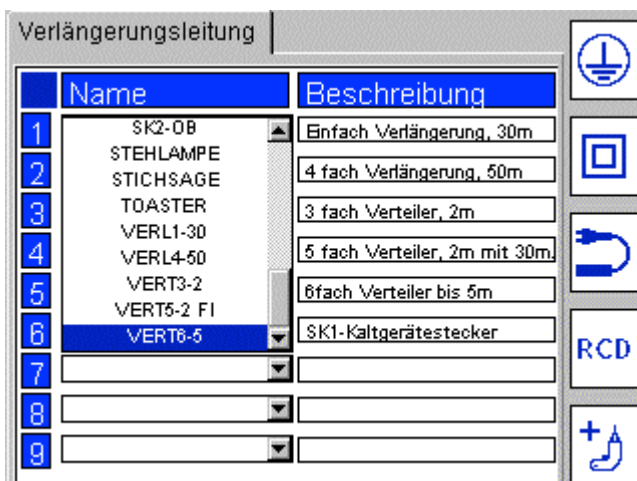 Verlängerungsleitung
Name Beschreibung
1
2
3
4
5
6
7
8
9
SK2-OB
STEHLAMPE
STICHSAGE
TOASTER
VERL1-30
VERL4-50
VERT3-2
VERT5-2 FI
VERT6-5
Einfach Verlängerung, 30m
4 fach Verlängerung, 50m
3 fach Verteiler, 2m
5 fach Verteiler, 2m mit 30m.
6fach Verteiler bis 5m
SK1-Kaltgerätestecker
RCD